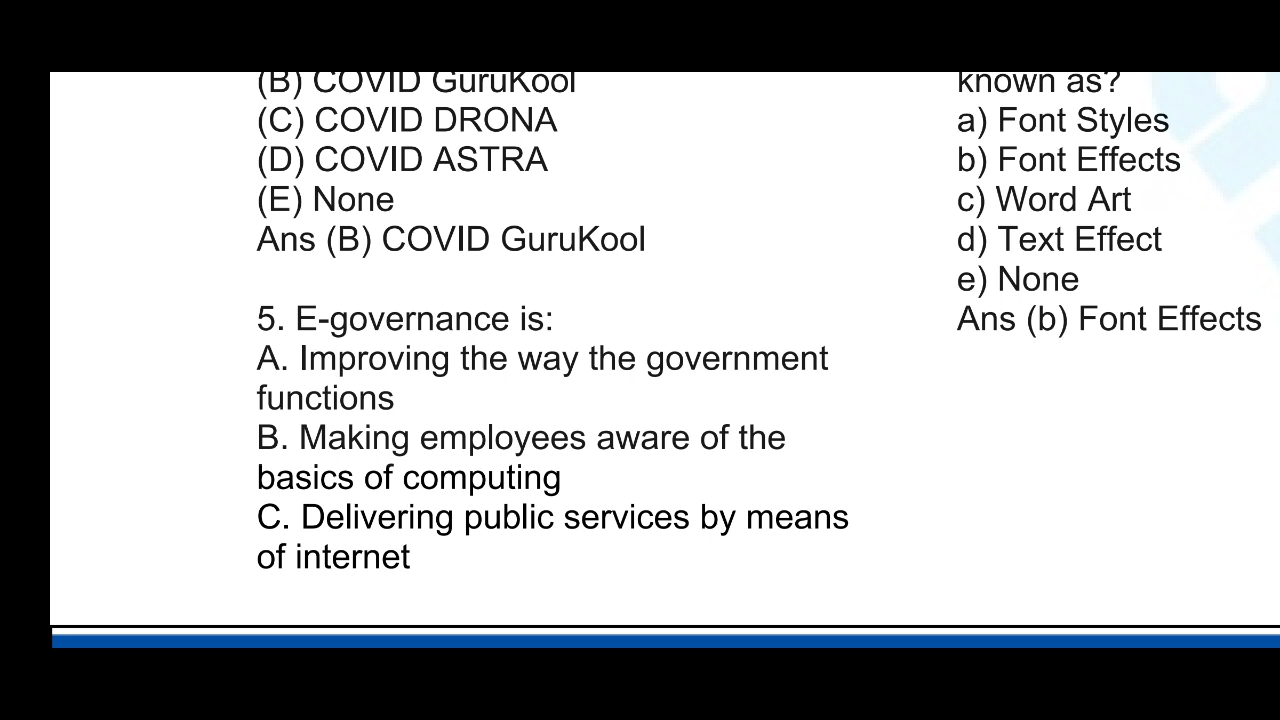 (B) COVID GuruKool
(C) COVID DRONA
(D) COVID ASTRA
(E) None
Ans (B) COVID GuruKool
5. E-governance is:
A. Improving the way the government
functions
B. Making employees aware of the
basics of computing
C. Delivering public services by means
of internet
known as?
a) Font Styles
b) Font Effects
c) Word Art
d) Text Effect
e) None
Ans (b) Font Effects